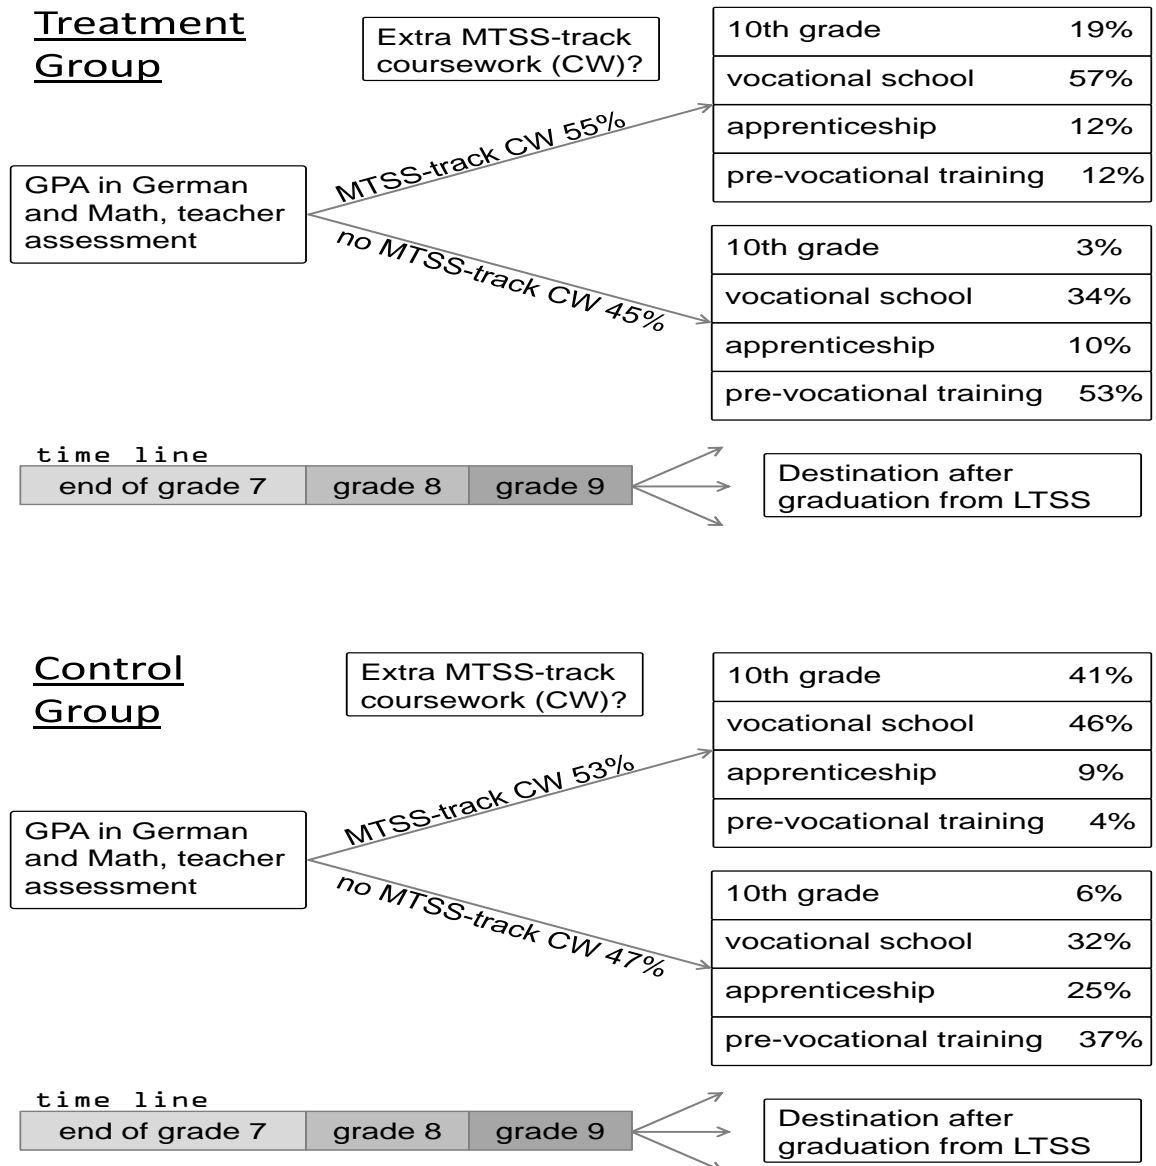 Treatment
Group
Extra MTSS-track
coursework (CW)?
GPA in German
and Math, teacher
assessment
MTSS-track CW 55%
no MTSS-track CW 45%
10th grade 19%
vocational school 57%
apprenticeship 12%
pre-vocational training 12%
10th grade 3%
vocational school 34%
apprenticeship 10%
pre-vocational training 53%
time line
end of grade 7 grade 8 grade 9
Destination after
graduation from LTSS
Control
Group
Extra MTSS-track
coursework (CW)?
GPA in German
and Math, teacher
assessment
MTSS-track CW 53%
no MTSS-track CW 47%
10th grade 41%
vocational school 46%
apprenticeship 9%
pre-vocational training 4%
10th grade 6%
vocational school 32%
apprenticeship 25%
pre-vocational training 37%
time line
end of grade 7 grade 8 grade 9
Destination after
graduation from LTSS